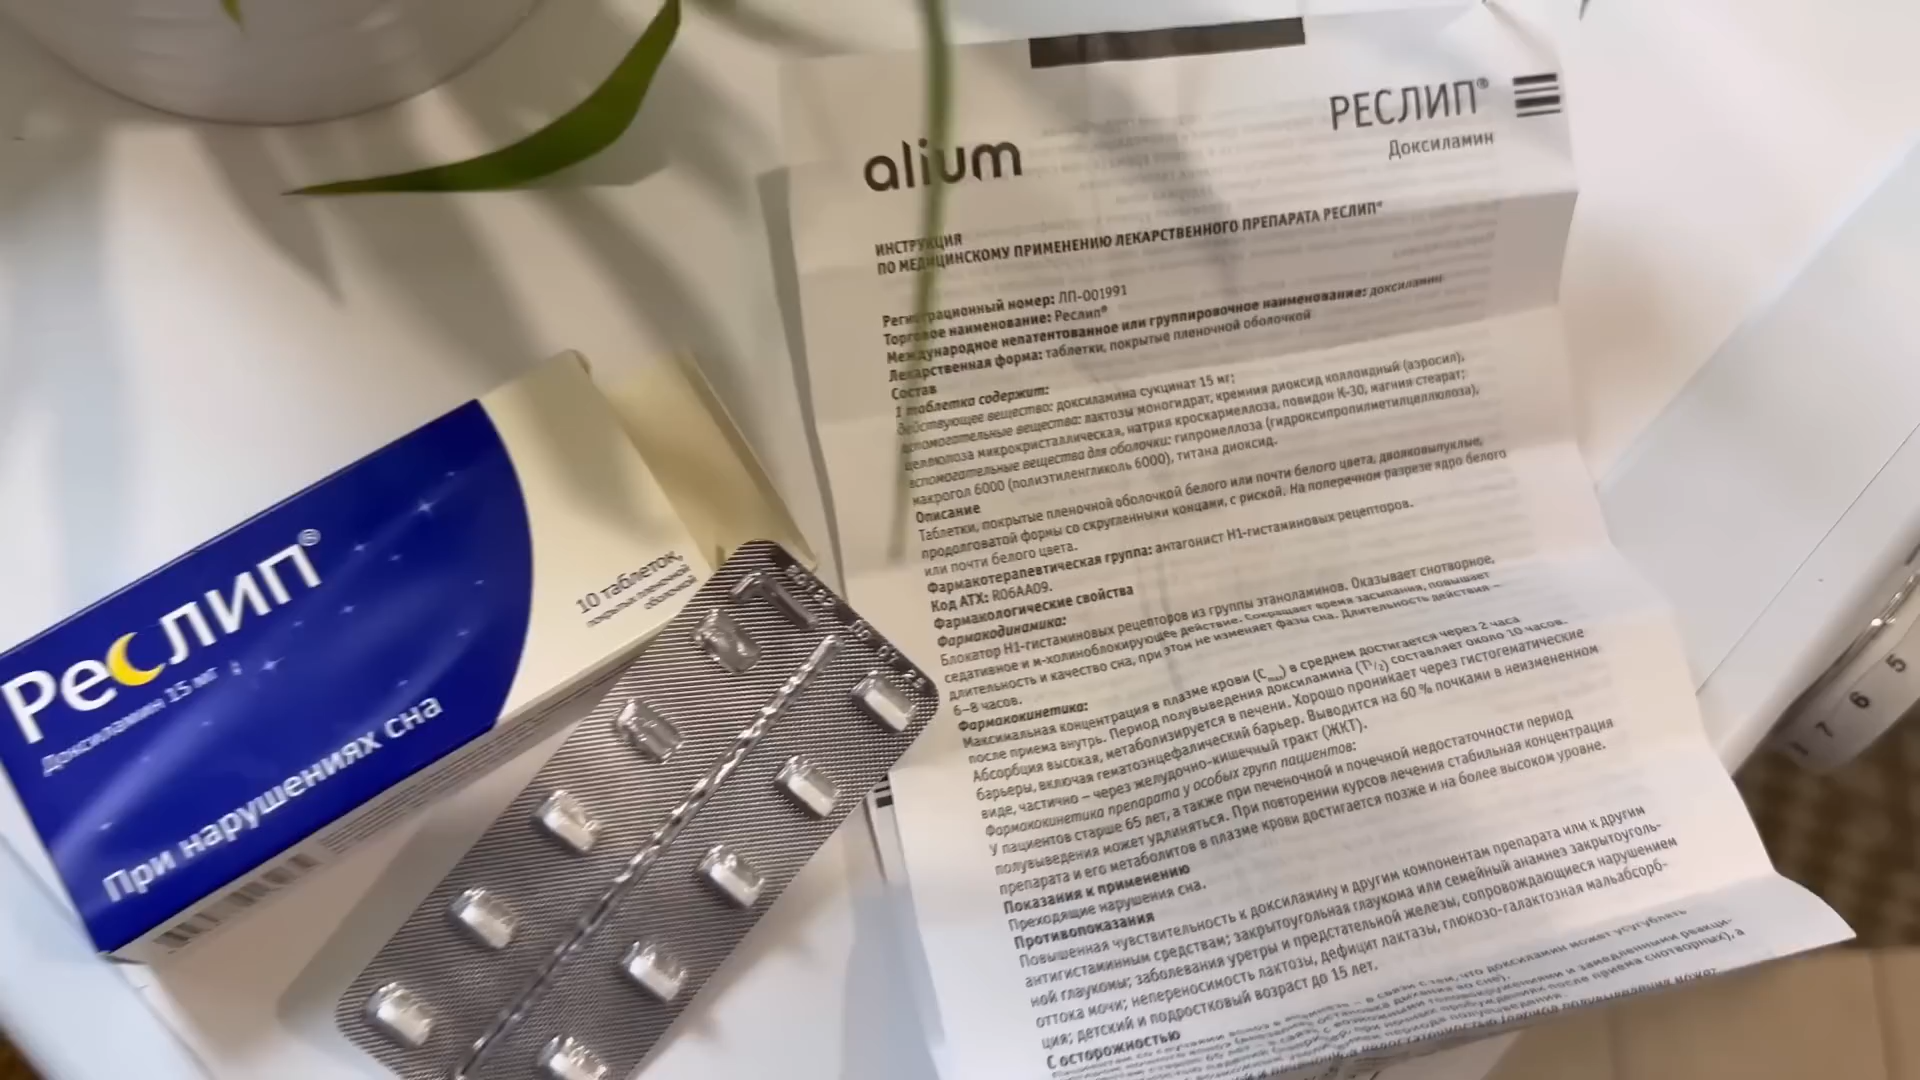 РеСЛИП®
Доксиламин 15 мг
При нарушениях сна
10 таблеток,
покрытых пленочной
оболочкой
alium
РЕСЛИП®
Доксиламин
ИНСТРУКЦИЯ
ПО МЕДИЦИНСКОМУ ПРИМЕНЕНИЮ ЛЕКАРСТВЕННОГО ПРЕПАРАТА РЕСЛИП®
Регистрационный номер: ЛП-001991
Торговое наименование: Реслип®
Международное непатентованное или группировочное наименование: доксиламин
Лекарственная форма: таблетки, покрытые пленочной оболочкой
Состав
1 таблетка содержит:
действующее вещество: доксиламина сукцинат 15 мг;
вспомогательные вещества: лактозы моногидрат, кремния диоксид коллоидный (аэросил),
целлюлоза микрокристаллическая, натрия кроскармеллоза, повидон К-30, магния стеарат;
вспомогательные вещества для оболочки: гипромеллоза (гидроксипропилметилцеллюлоза),
макрогол 6000 (полиэтиленгликоль 6000), титана диоксид.
Описание
Таблетки, покрытые пленочной оболочкой белого или почти белого цвета, двояковыпуклые,
продолговатой формы со скругленными концами, с риской. На поперечном разрезе ядро белого
или почти белого цвета.
Фармакотерапевтическая группа: антагонист H1-гистаминовых рецепторов.
Код АТХ: R06AA09.
Фармакологические свойства
Фармакодинамика:
Блокатор H1-гистаминовых рецепторов из группы этаноламинов. Оказывает снотворное,
седативное и м-холиноблокирующее действие. Сокращает время засыпания, повышает
длительность и качество сна, при этом не изменяет фазы сна. Длительность действия –
6–8 часов.
Фармакокинетика:
Максимальная концентрация в плазме крови (Cmax) в среднем достигается через 2 часа
после приема внутрь. Период полувыведения доксиламина (T1/2) составляет около 10 часов.
Абсорбция высокая, метаболизируется в печени. Хорошо проникает через гистогематические
барьеры, включая гематоэнцефалический барьер. Выводится на 60 % почками в неизмененном
виде, частично – через желудочно-кишечный тракт (ЖКТ).
Фармакокинетика препарата у особых групп пациентов:
У пациентов старше 65 лет, а также при печеночной и почечной недостаточности период
полувыведения может удлиняться. При повторении курсов лечения стабильная концентрация
препарата и его метаболитов в плазме крови достигается позже и на более высоком уровне.
Показания к применению
Преходящие нарушения сна.
Противопоказания
Повышенная чувствительность к доксиламину и другим компонентам препарата или к другим
антигистаминным средствам; закрытоугольная глаукома или семейный анамнез закрытоуголь-
ной глаукомы; заболевания уретры и предстательной железы, сопровождающиеся нарушением
оттока мочи; непереносимость лактозы, дефицит лактазы, глюкозо-галактозная мальабсорб-
ция; детский и подростковый возраст до 15 лет.
С осторожностью
7 6 5